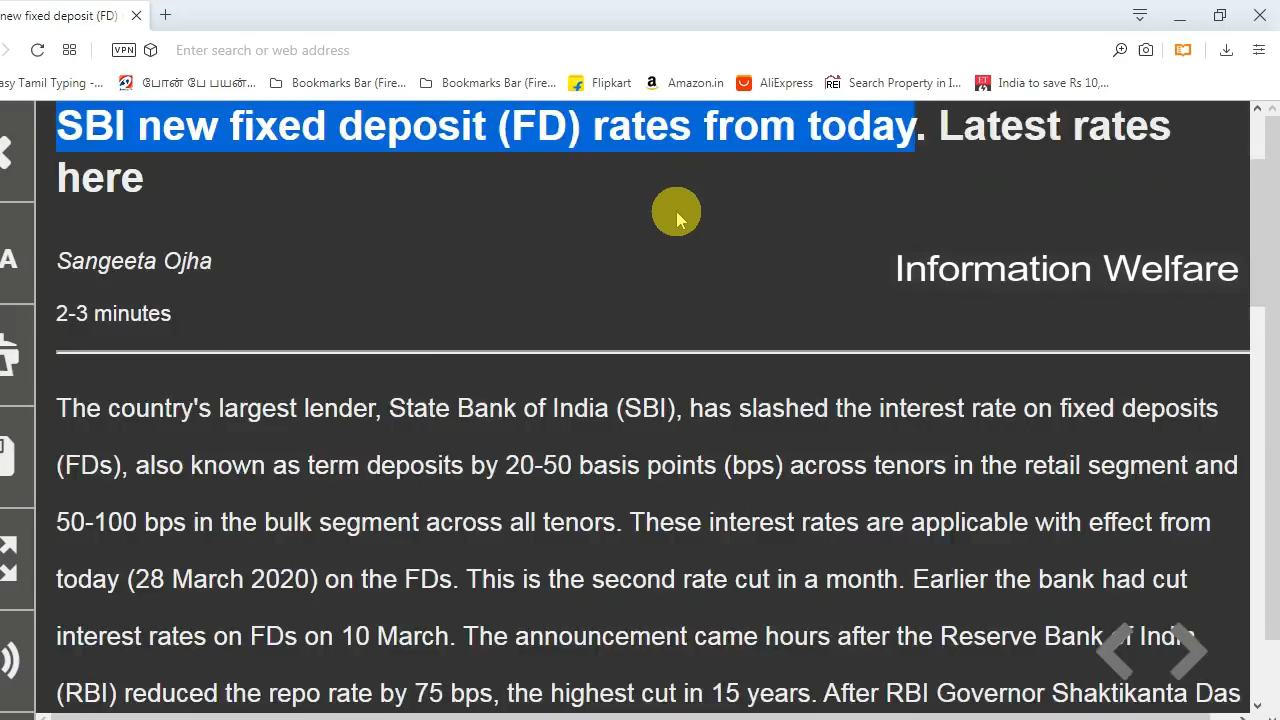 new fixed deposit (FD)
VPN
Enter search or web address
asy Tamil Typing -...
Bookmarks Bar (Fire...
Bookmarks Bar (Fire...
Flipkart
Amazon.in
AliExpress
Search Property in I...
India to save Rs 10,...
SBI new fixed deposit (FD) rates from today. Latest rates
here
A
Sangeeta Ojha
Information Welfare
2-3 minutes
The country's largest lender, State Bank of India (SBI), has slashed the interest rate on fixed deposits
(FDs), also known as term deposits by 20-50 basis points (bps) across tenors in the retail segment and
50-100 bps in the bulk segment across all tenors. These interest rates are applicable with effect from
today (28 March 2020) on the FDs. This is the second rate cut in a month. Earlier the bank had cut
interest rates on FDs on 10 March. The announcement came hours after the Reserve Bank of India
(RBI) reduced the repo rate by 75 bps, the highest cut in 15 years. After RBI Governor Shaktikanta Das